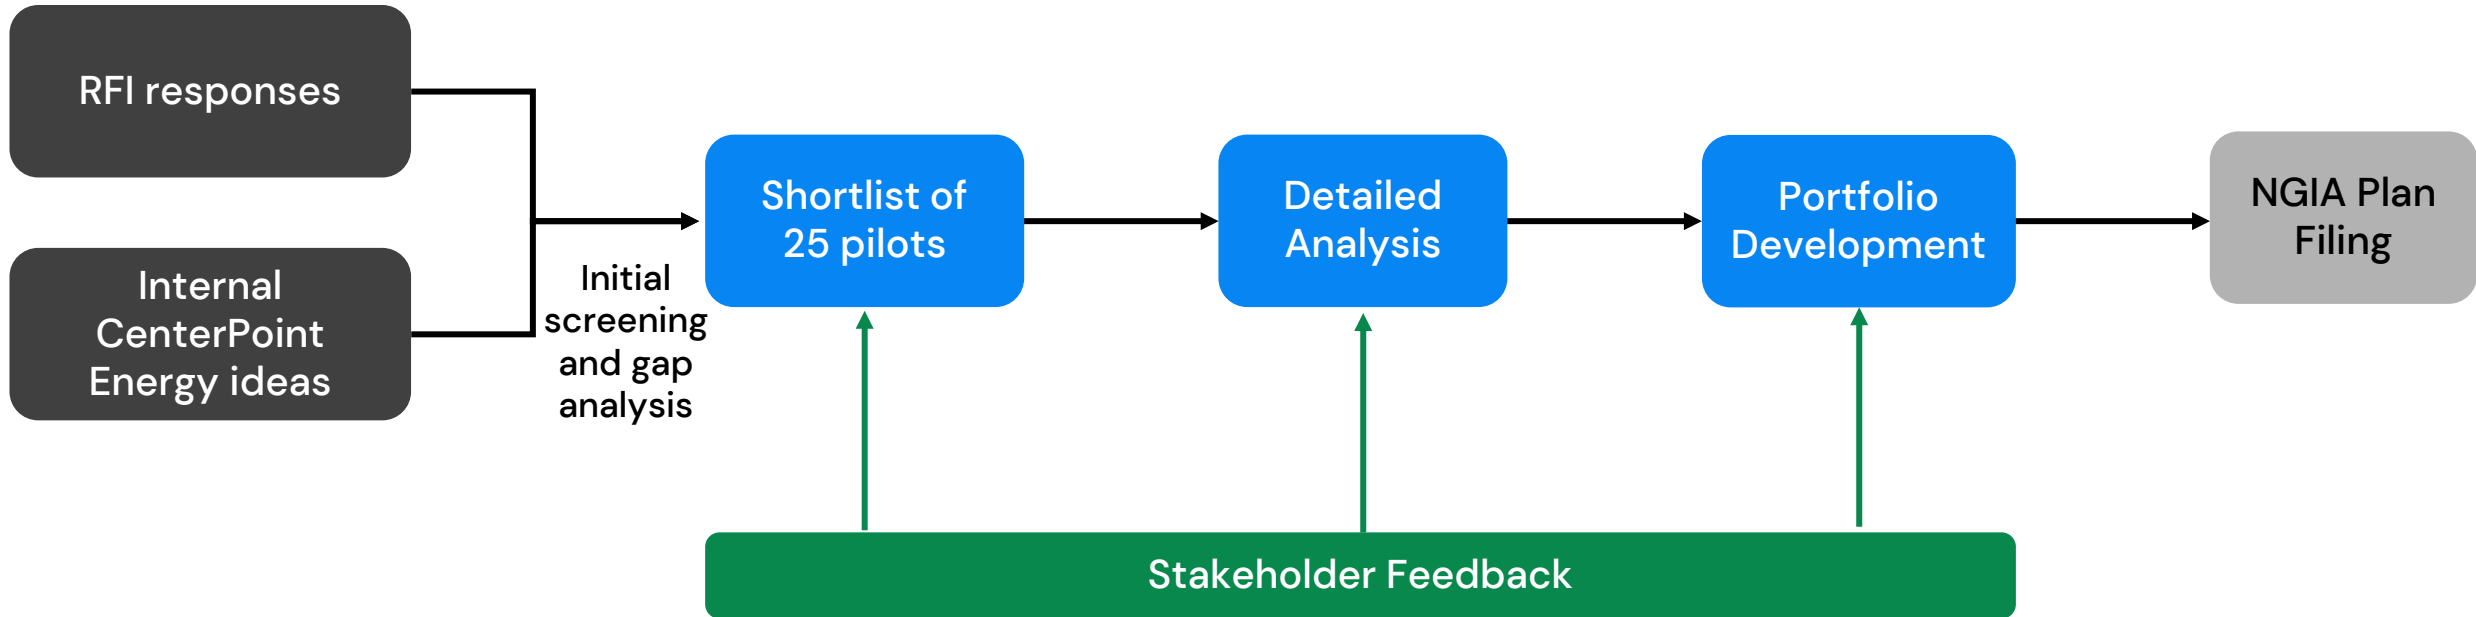 RFI responses
Internal
CenterPoint
Energy ideas
Initial
screening
and gap
analysis
Shortlist of
25 pilots
Detailed
Analysis
Portfolio
Development
NGIA Plan
Filing
Stakeholder Feedback